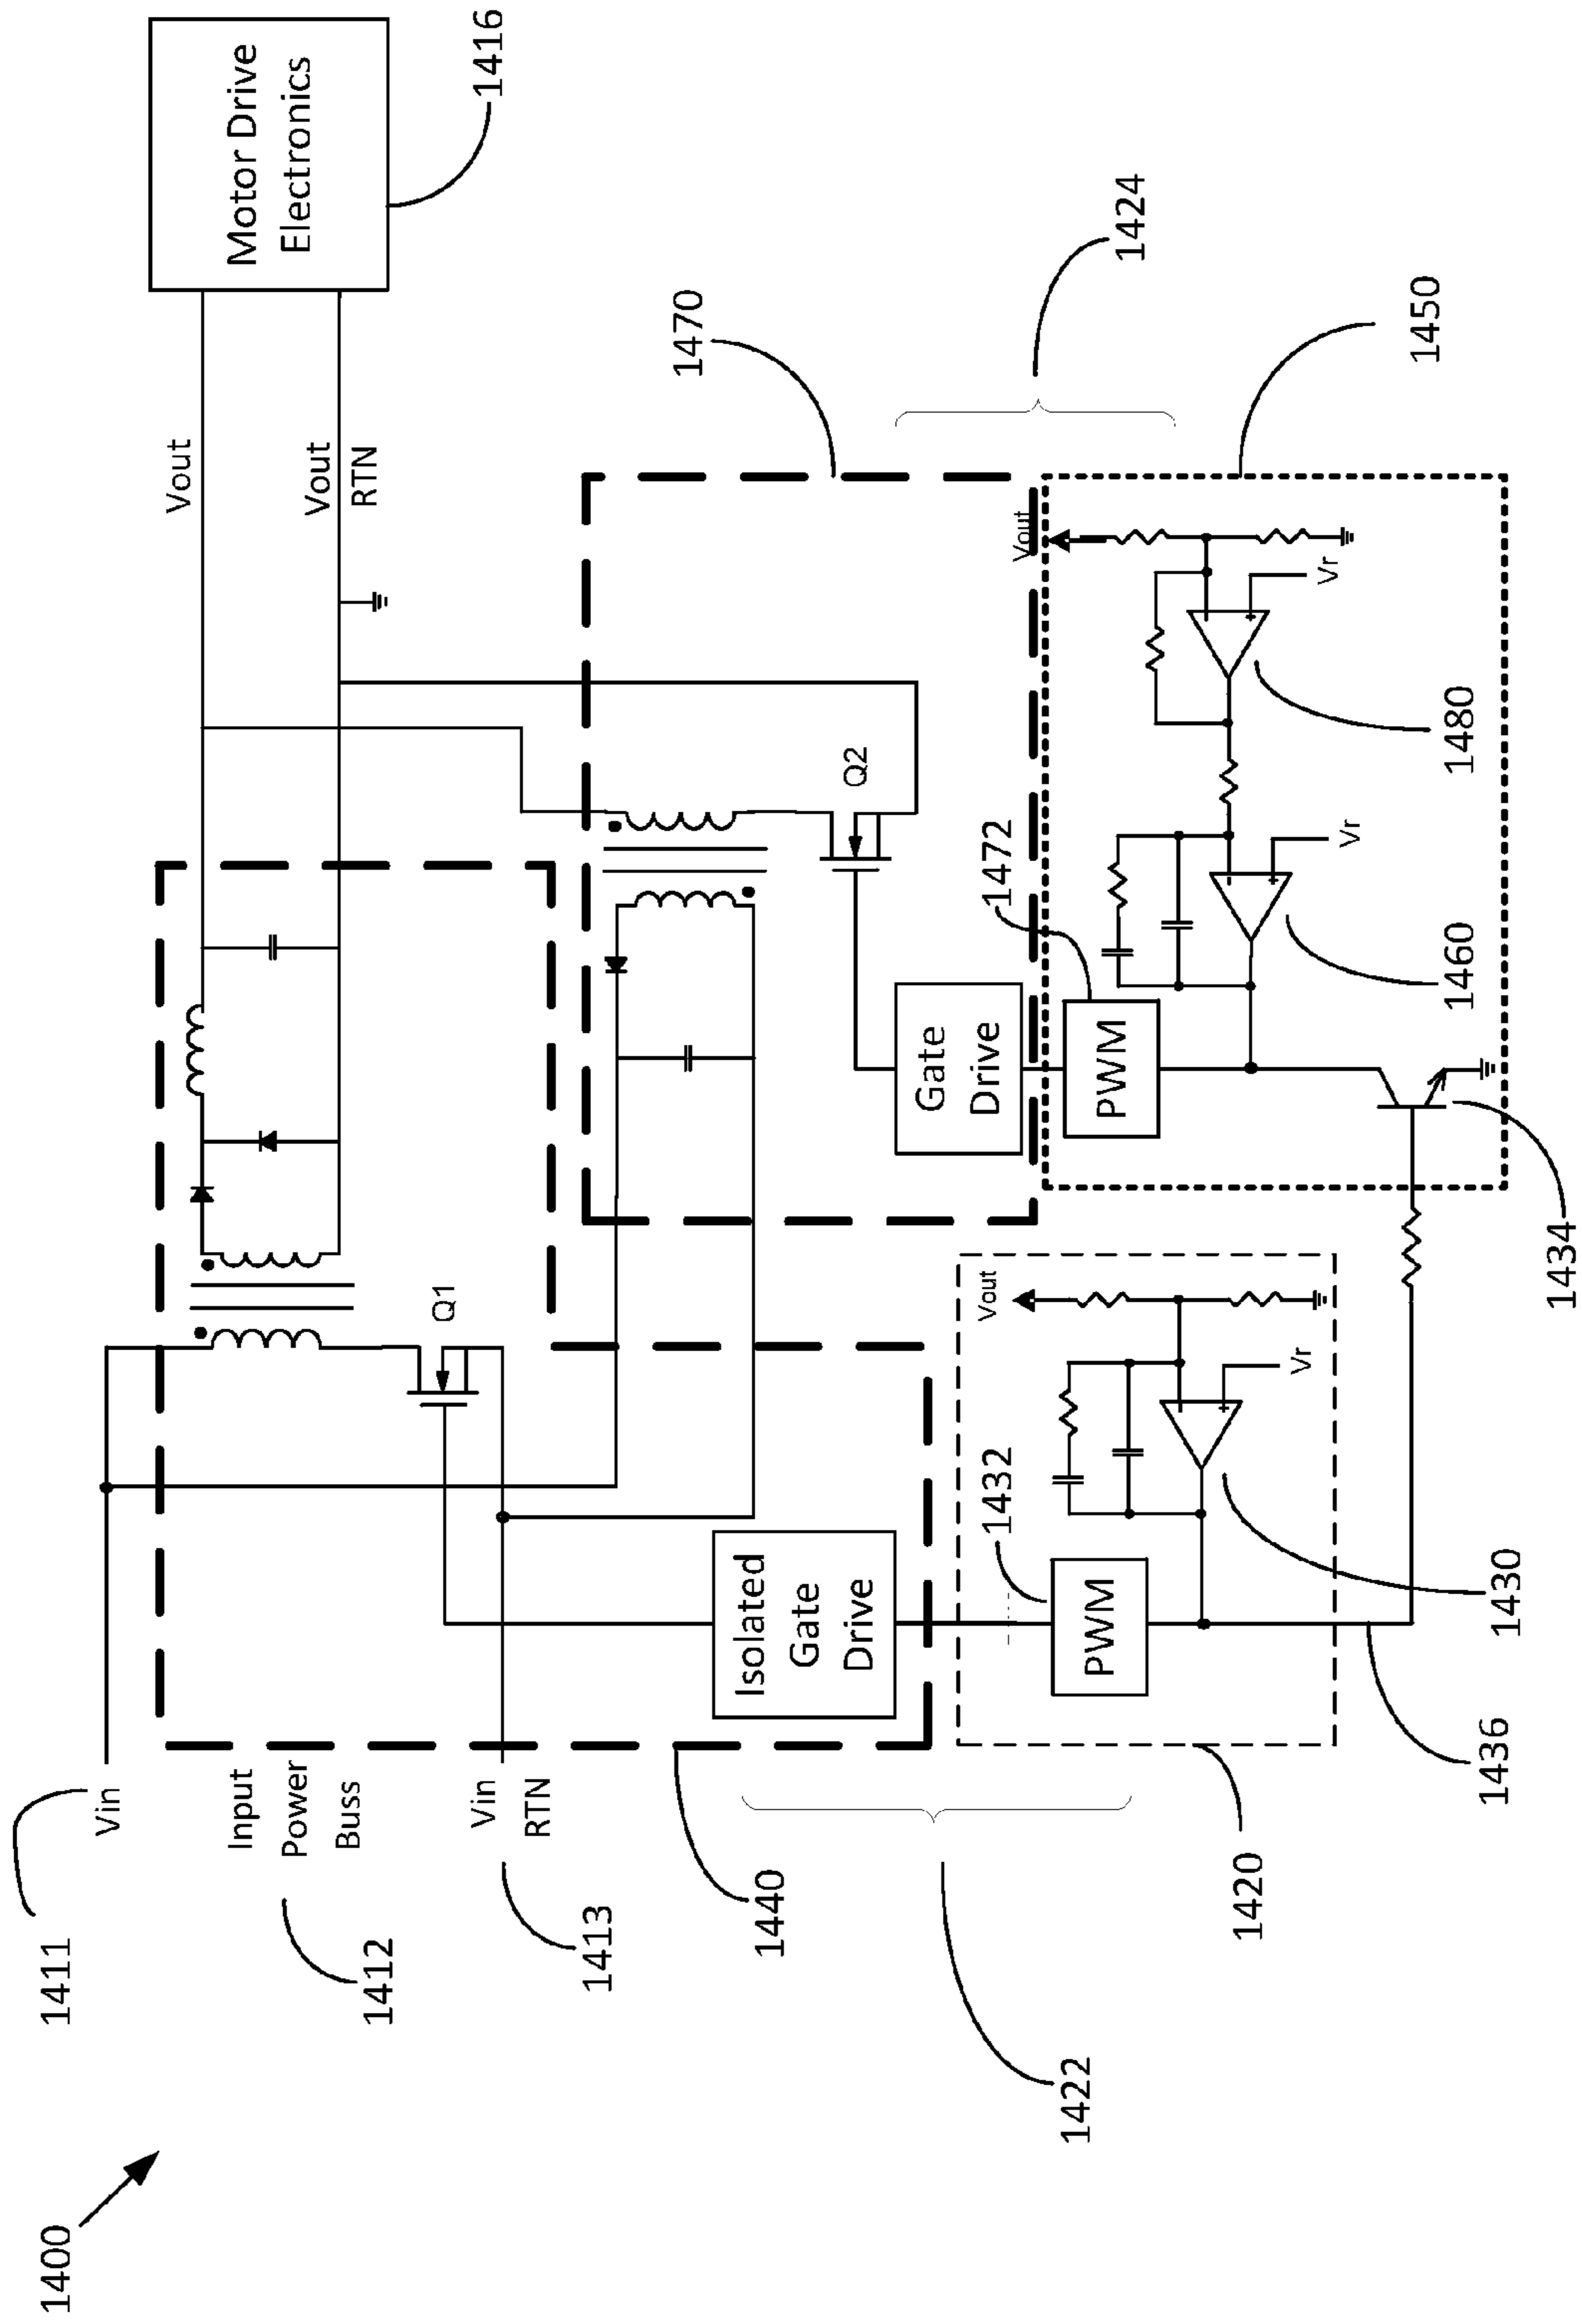 1400
1411
Vin
Input
Power
Buss
1412
Vin
RTN
1413
1440
1422
1420
Isolated
Gate
Drive
Q1
1432
PWM
Vout
Vr
1430
1436
1434
Vout
Vout
RTN
Motor Drive
Electronics
1416
Q2
1470
1424
1450
Gate
Drive
1472
PWM
Vr
1460
Vout
Vr
1480